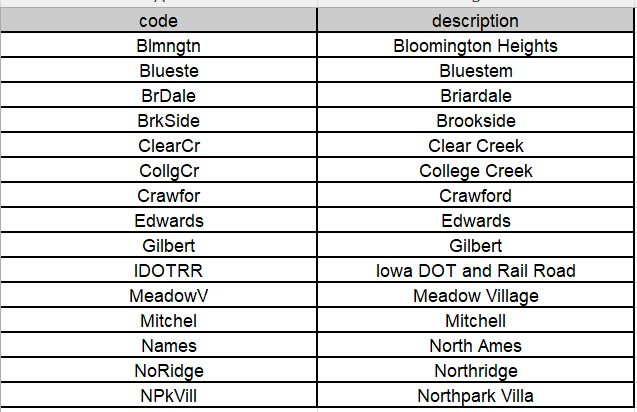 code description
Blmngtn Bloomington Heights
Blueste Bluestem
BrDale Briardale
BrkSide Brookside
ClearCr Clear Creek
CollgCr College Creek
Crawfor Crawford
Edwards Edwards
Gilbert Gilbert
IDOTRR Iowa DOT and Rail Road
MeadowV Meadow Village
Mitchel Mitchell
Names North Ames
NoRidge Northridge
NPkVill Northpark Villa